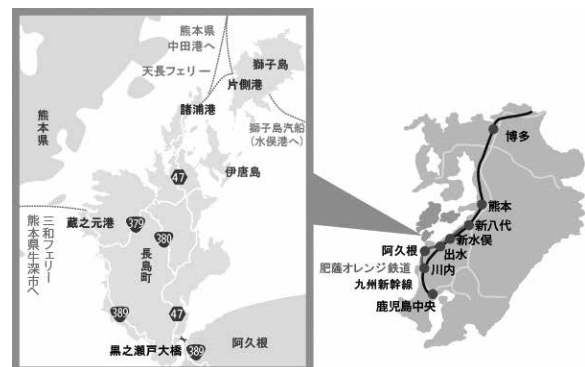 熊本県
中田港へ
天長フェリー
獅子島
片側港
諸浦港
獅子島汽船
(水俣港へ)
熊本県
伊唐島
47
蔵之元港
379
380
長島町
三和フェリー
熊本県牛深市へ
389
47
黒之瀬戸大橋
389
阿久根
博多
熊本
新八代
新水俣
出水
阿久根
肥薩オレンジ鉄道
川内
九州新幹線
鹿児島中央